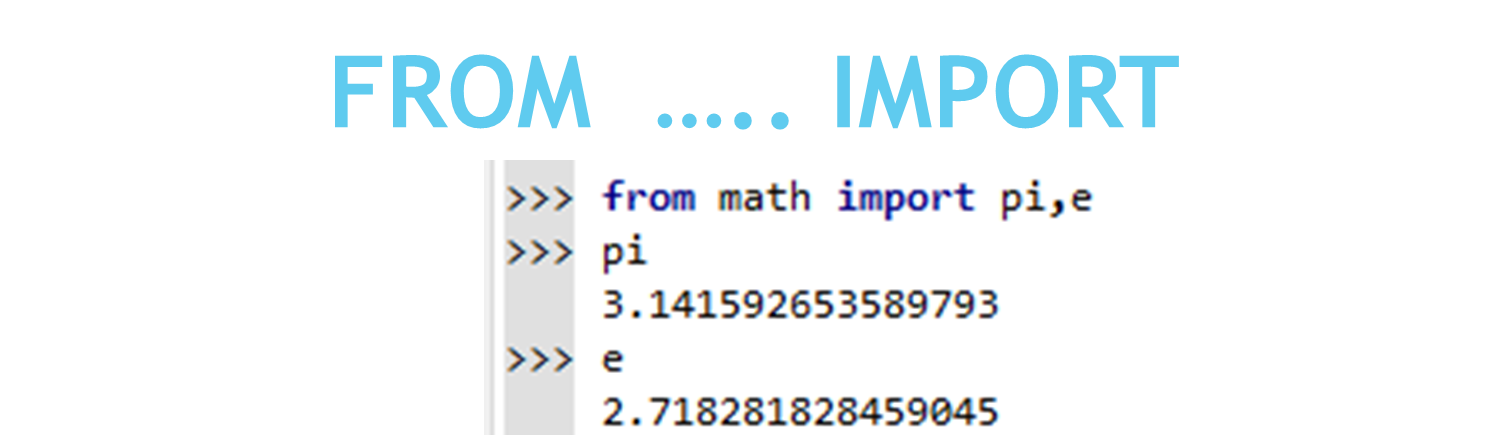 FROM ..... IMPORT
>>> from math import pi,e
>>> pi
3.141592653589793
>>> e
2.718281828459045